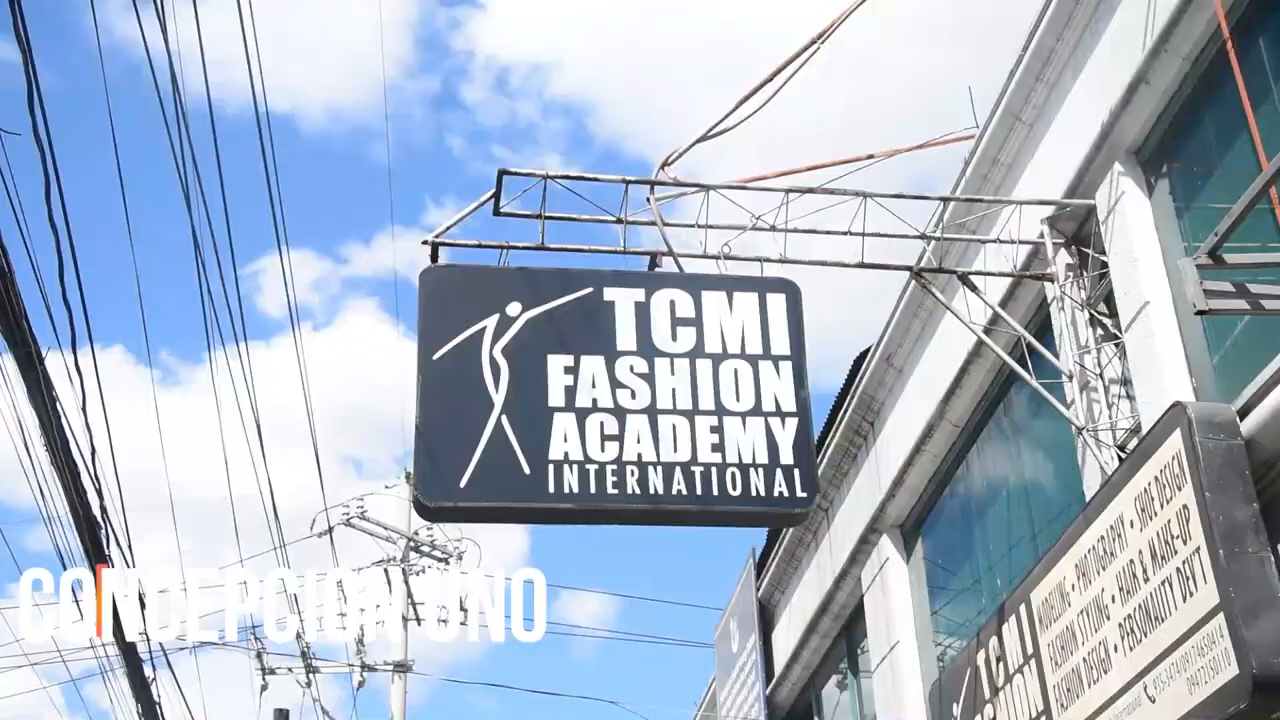 TCMI
FASHION
ACADEMY
INTERNATIONAL
CONCEPCION UNO
MODELING • PHOTOGRAPHY • SHOE DESIGN
FASHION STYLING • HAIR & MAKE-UP
FASHION DESIGN • PERSONALITY DEV'T
TCMI
FASHION